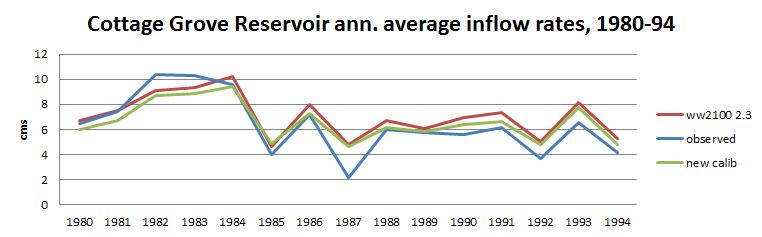 Cottage Grove Reservoir ann. average inflow rates, 1980-94
12
10
8
6
4
2
0
cms
1980 1981 1982 1983 1984 1985 1986 1987 1988 1989 1990 1991 1992 1993 1994
ww2100 2.3
observed
new calib